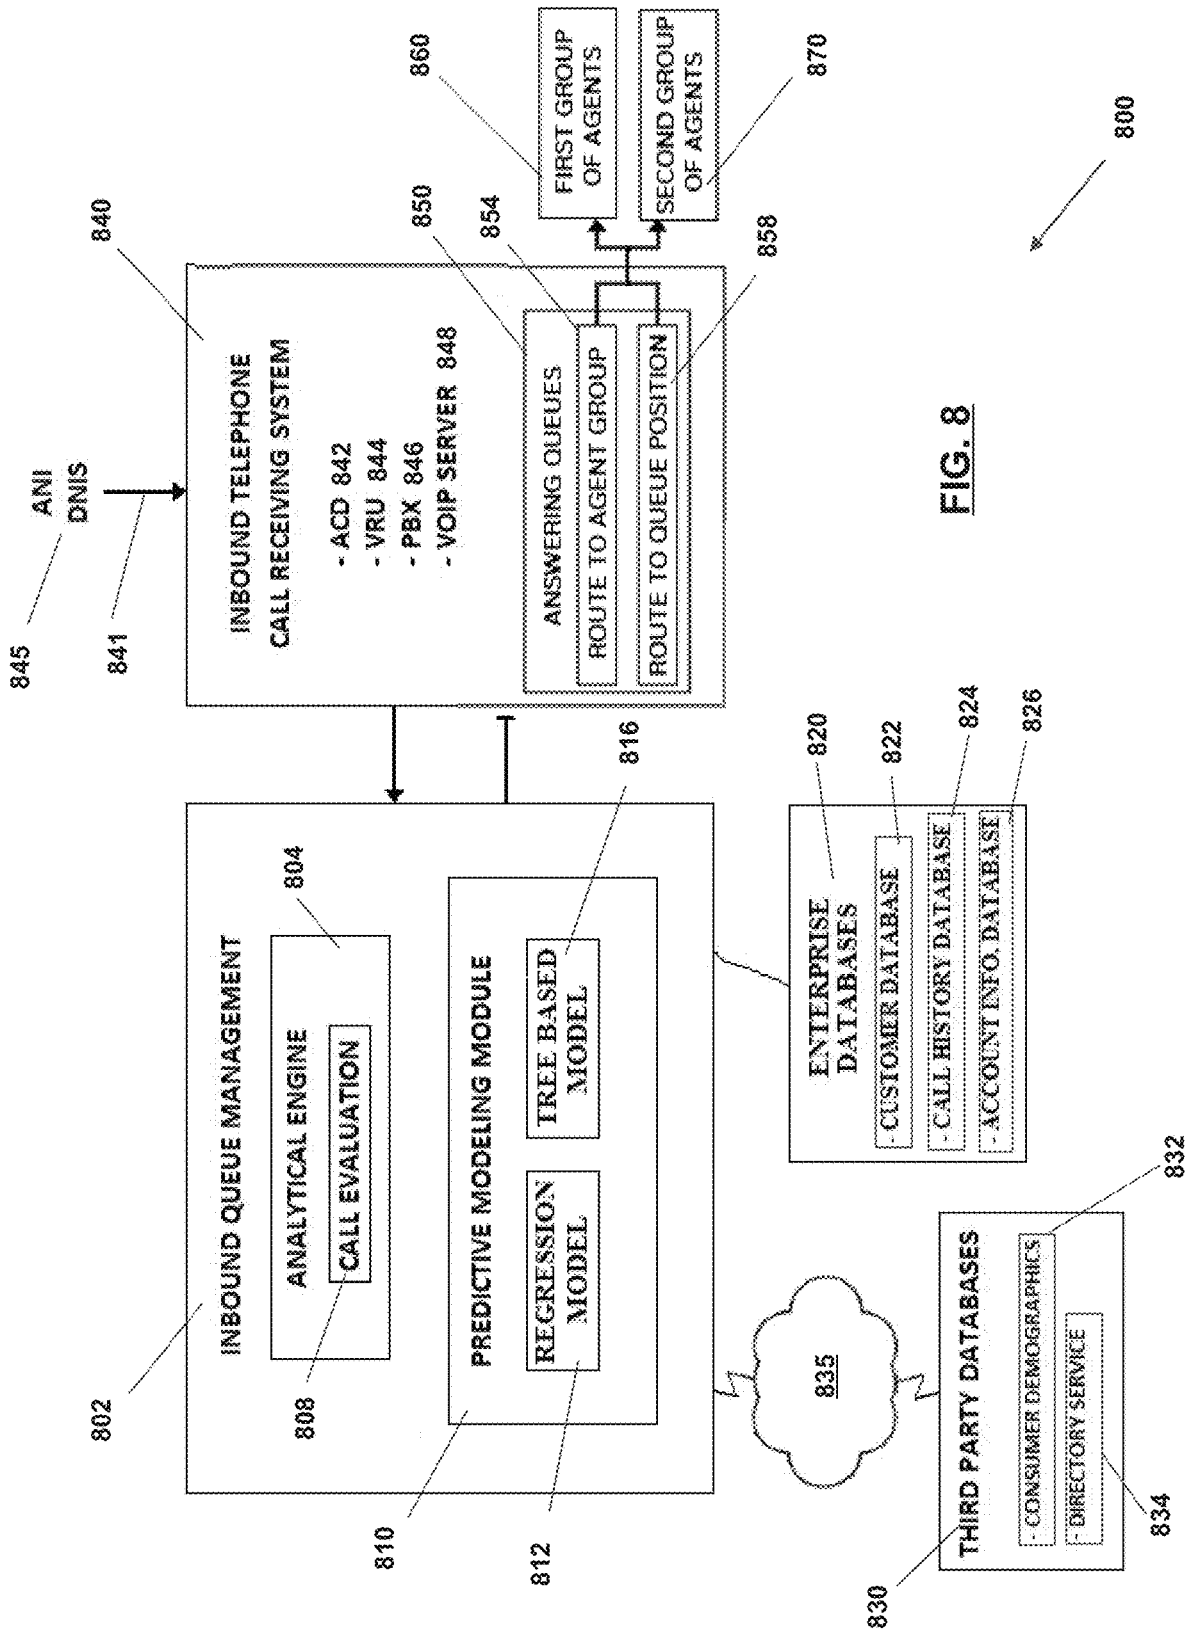 802
INBOUND QUEUE MANAGEMENT
804
ANALYTICAL ENGINE
CALL EVALUATION
808
810
PREDICTIVE MODELING MODULE
REGRESSION
MODEL
812
TREE BASED
MODEL
816
845
ANI
DNIS
841
840
INBOUND TELEPHONE
CALL RECEIVING SYSTEM
- ACD 842
- VRU 844
- PBX 846
- VOIP SERVER 848
850
ANSWERING QUEUES
854
ROUTE TO AGENT GROUP
ROUTE TO QUEUE POSITION
858
860
FIRST GROUP
OF AGENTS
SECOND GROUP
OF AGENTS
870
820
ENTERPRISE
DATABASES
- CUSTOMER DATABASE
822
- CALL HISTORY DATABASE
824
- ACCOUNT INFO. DATABASE
826
835
830
THIRD PARTY DATABASES
- CONSUMER DEMOGRAPHICS
832
- DIRECTORY SERVICE
834
800
FIG. 8